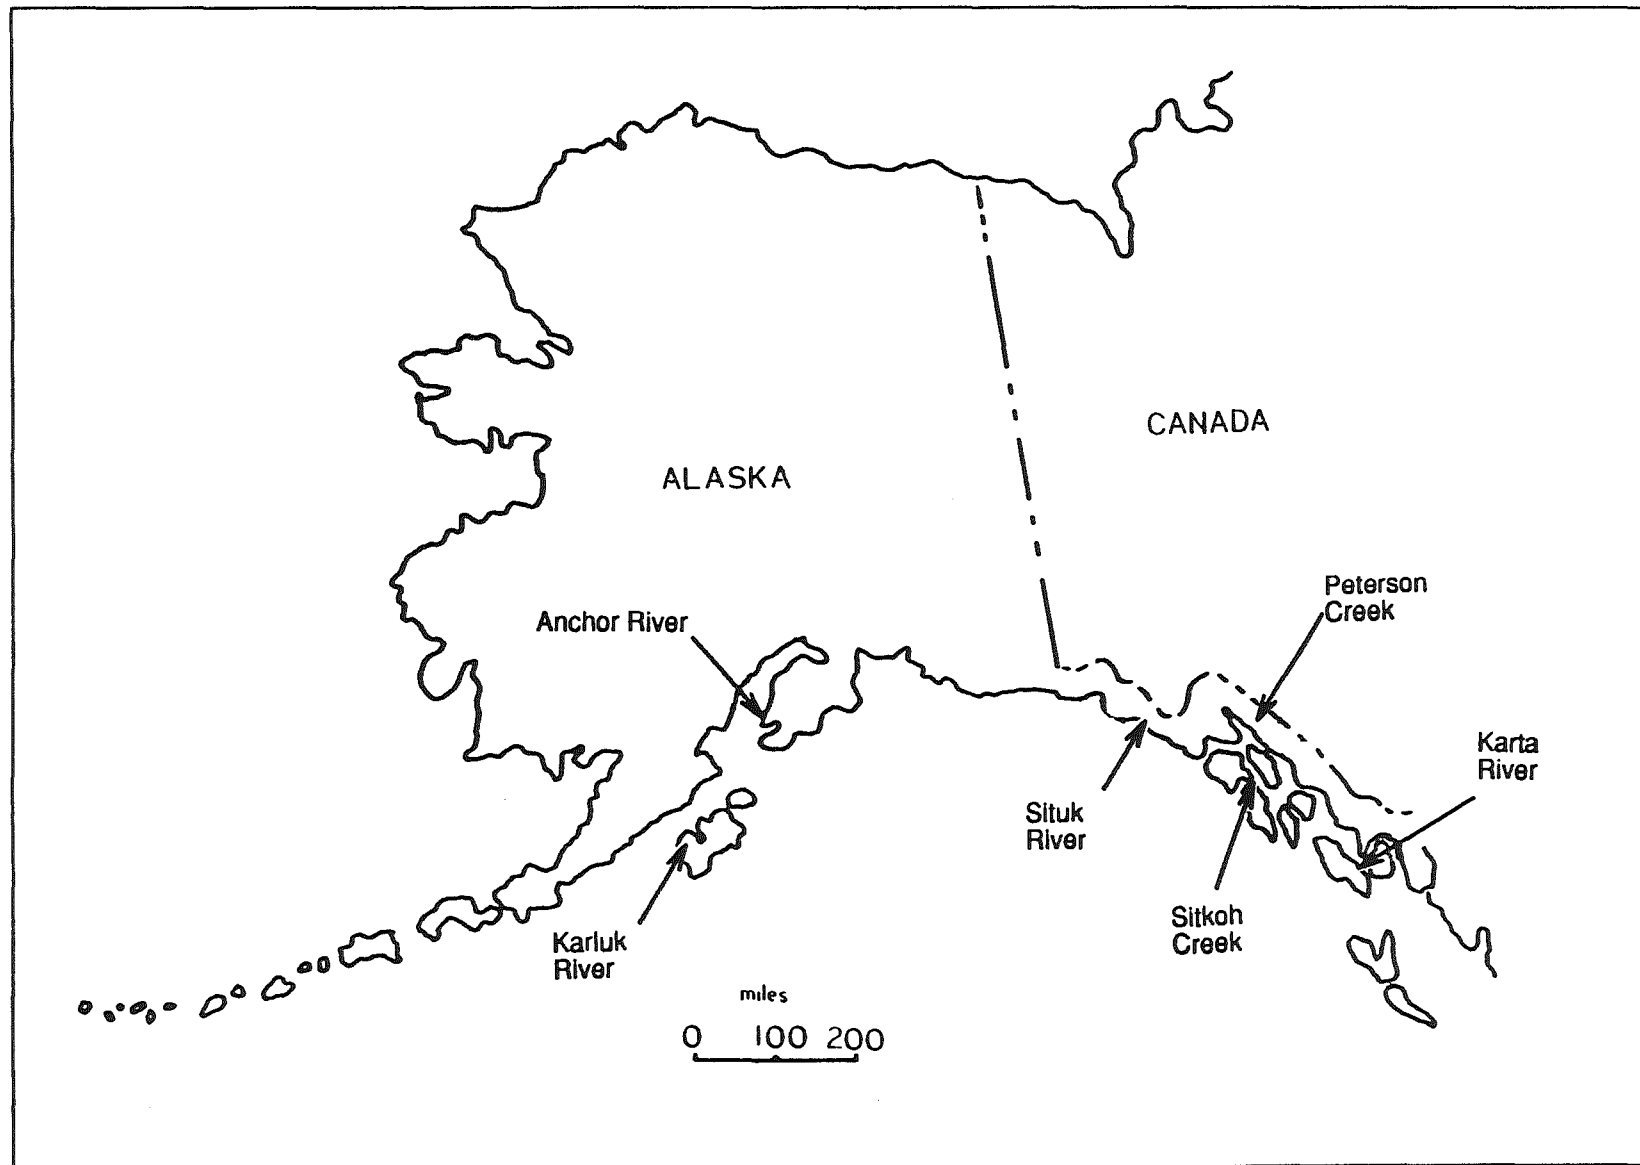 CANADA
ALASKA
Peterson
Creek
Anchor River
Karta
River
Situk
River
Sitkoh
Creek
Karluk
River
miles
0 100 200